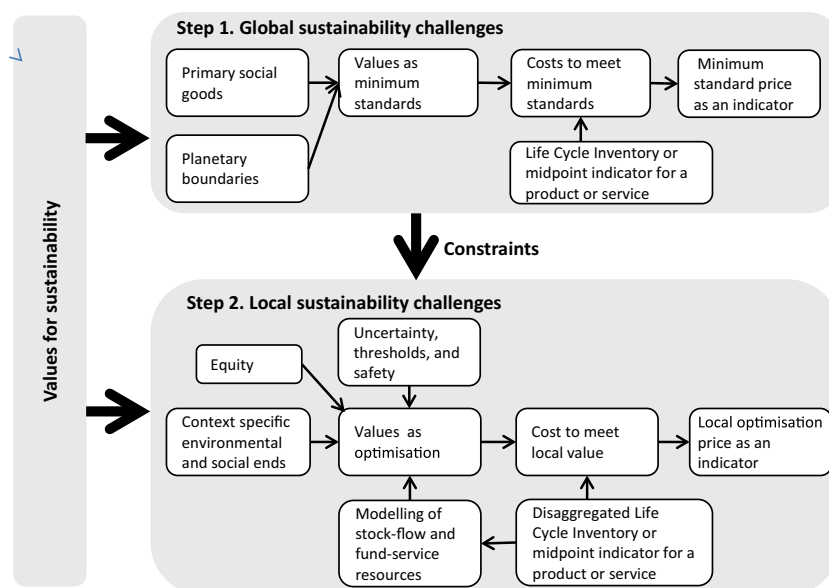 Values for sustainability
Step 1. Global sustainability challenges
Primary social
goods
Values as
minimum
standards
Costs to meet
minimum
standards
Minimum
standard price
as an indicator
Planetary
boundaries
Life Cycle Inventory or
midpoint indicator for a
product or service
Constraints
Step 2. Local sustainability challenges
Uncertainty,
thresholds, and
safety
Equity
Context specific
environmental
and social ends
Values as
optimisation
Cost to meet
local value
Local optimisation
price as an
indicator
Modelling of
stock-flow and
fund-service
resources
Disaggregated Life
Cycle Inventory or
midpoint indicator for a
product or service